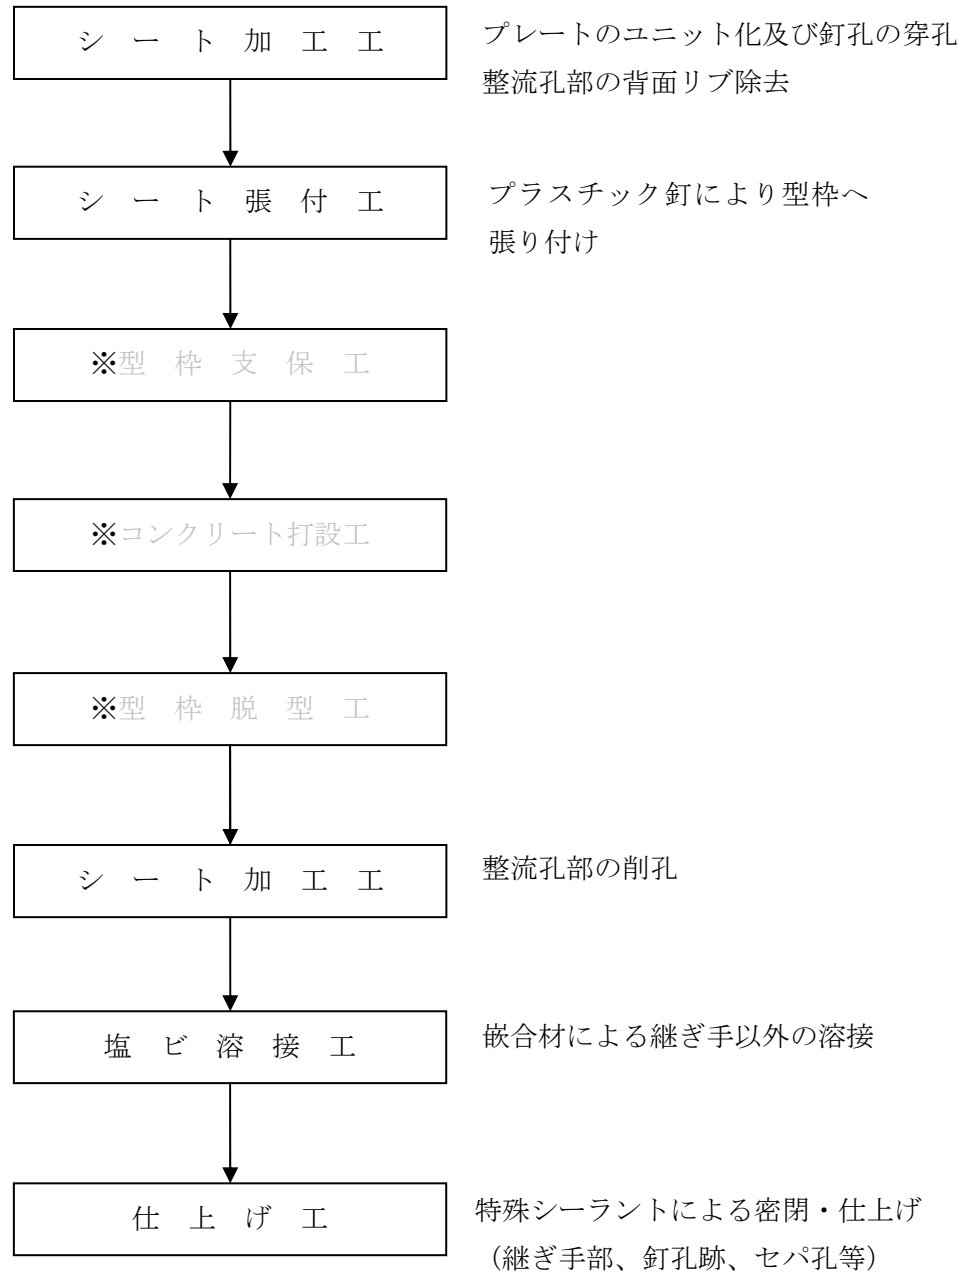 シート加工工
プレートのユニット化及び釘孔の穿孔
整流孔部の背面リブ除去
シート張付工
プラスチック釘により型枠へ
張り付け
※型枠支保工
※コンクリート打設工
※型枠脱型工
シート加工工
整流孔部の削孔
塩ビ溶接工
嵌合材による継ぎ手以外の溶接
仕上げ工
特殊シーラントによる密閉・仕上げ
（継ぎ手部、釘孔跡、セパ孔等）